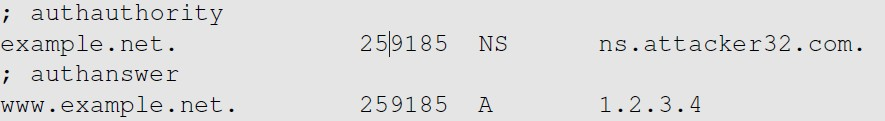 ; authauthority
example.net. 259185 NS ns.attacker32.com.
; authanswer
www.example.net. 259185 A 1.2.3.4